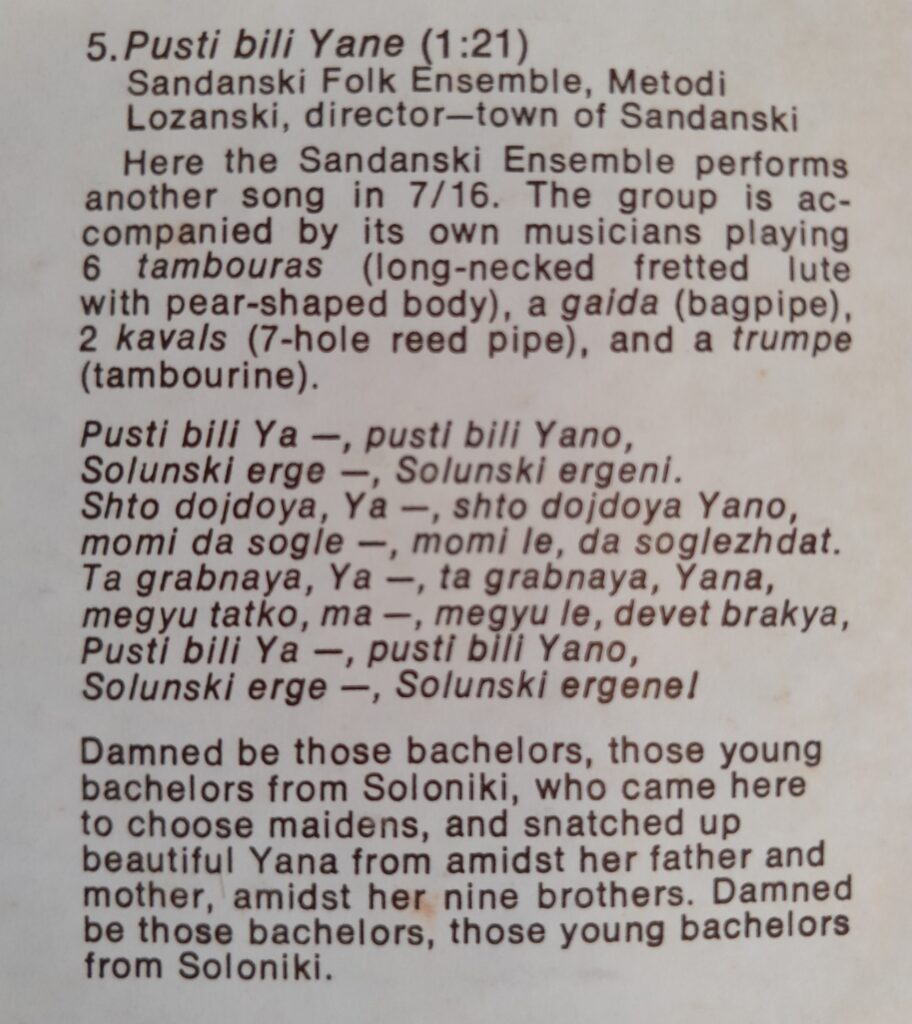 5. Pusti bili Yane (1:21)
Sandanski Folk Ensemble, Metodi
Lozanski, director—town of Sandanski
Here the Sandanski Ensemble performs
another song in 7/16. The group is ac-
companied by its own musicians playing
6 tambouras (long-necked fretted lute
with pear-shaped body), a gaida (bagpipe),
2 kavals (7-hole reed pipe), and a trumpe
(tambourine).
Pusti bili Ya —, pusti bili Yano,
Solunski erge —, Solunski ergeni.
Shto dojdoya, Ya —, shto dojdoya Yano,
momi da sogle —, momi le, da soglezhdat.
Ta grabnaya, Ya —, ta grabnaya, Yana,
megyu tatko, ma —, megyu le, devet brakya,
Pusti bili Ya —, pusti bili Yano,
Solunski erge —, Solunski ergene!
Damned be those bachelors, those young
bachelors from Soloniki, who came here
to choose maidens, and snatched up
beautiful Yana from amidst her father and
mother, amidst her nine brothers. Damned
be those bachelors, those young bachelors
from Soloniki.